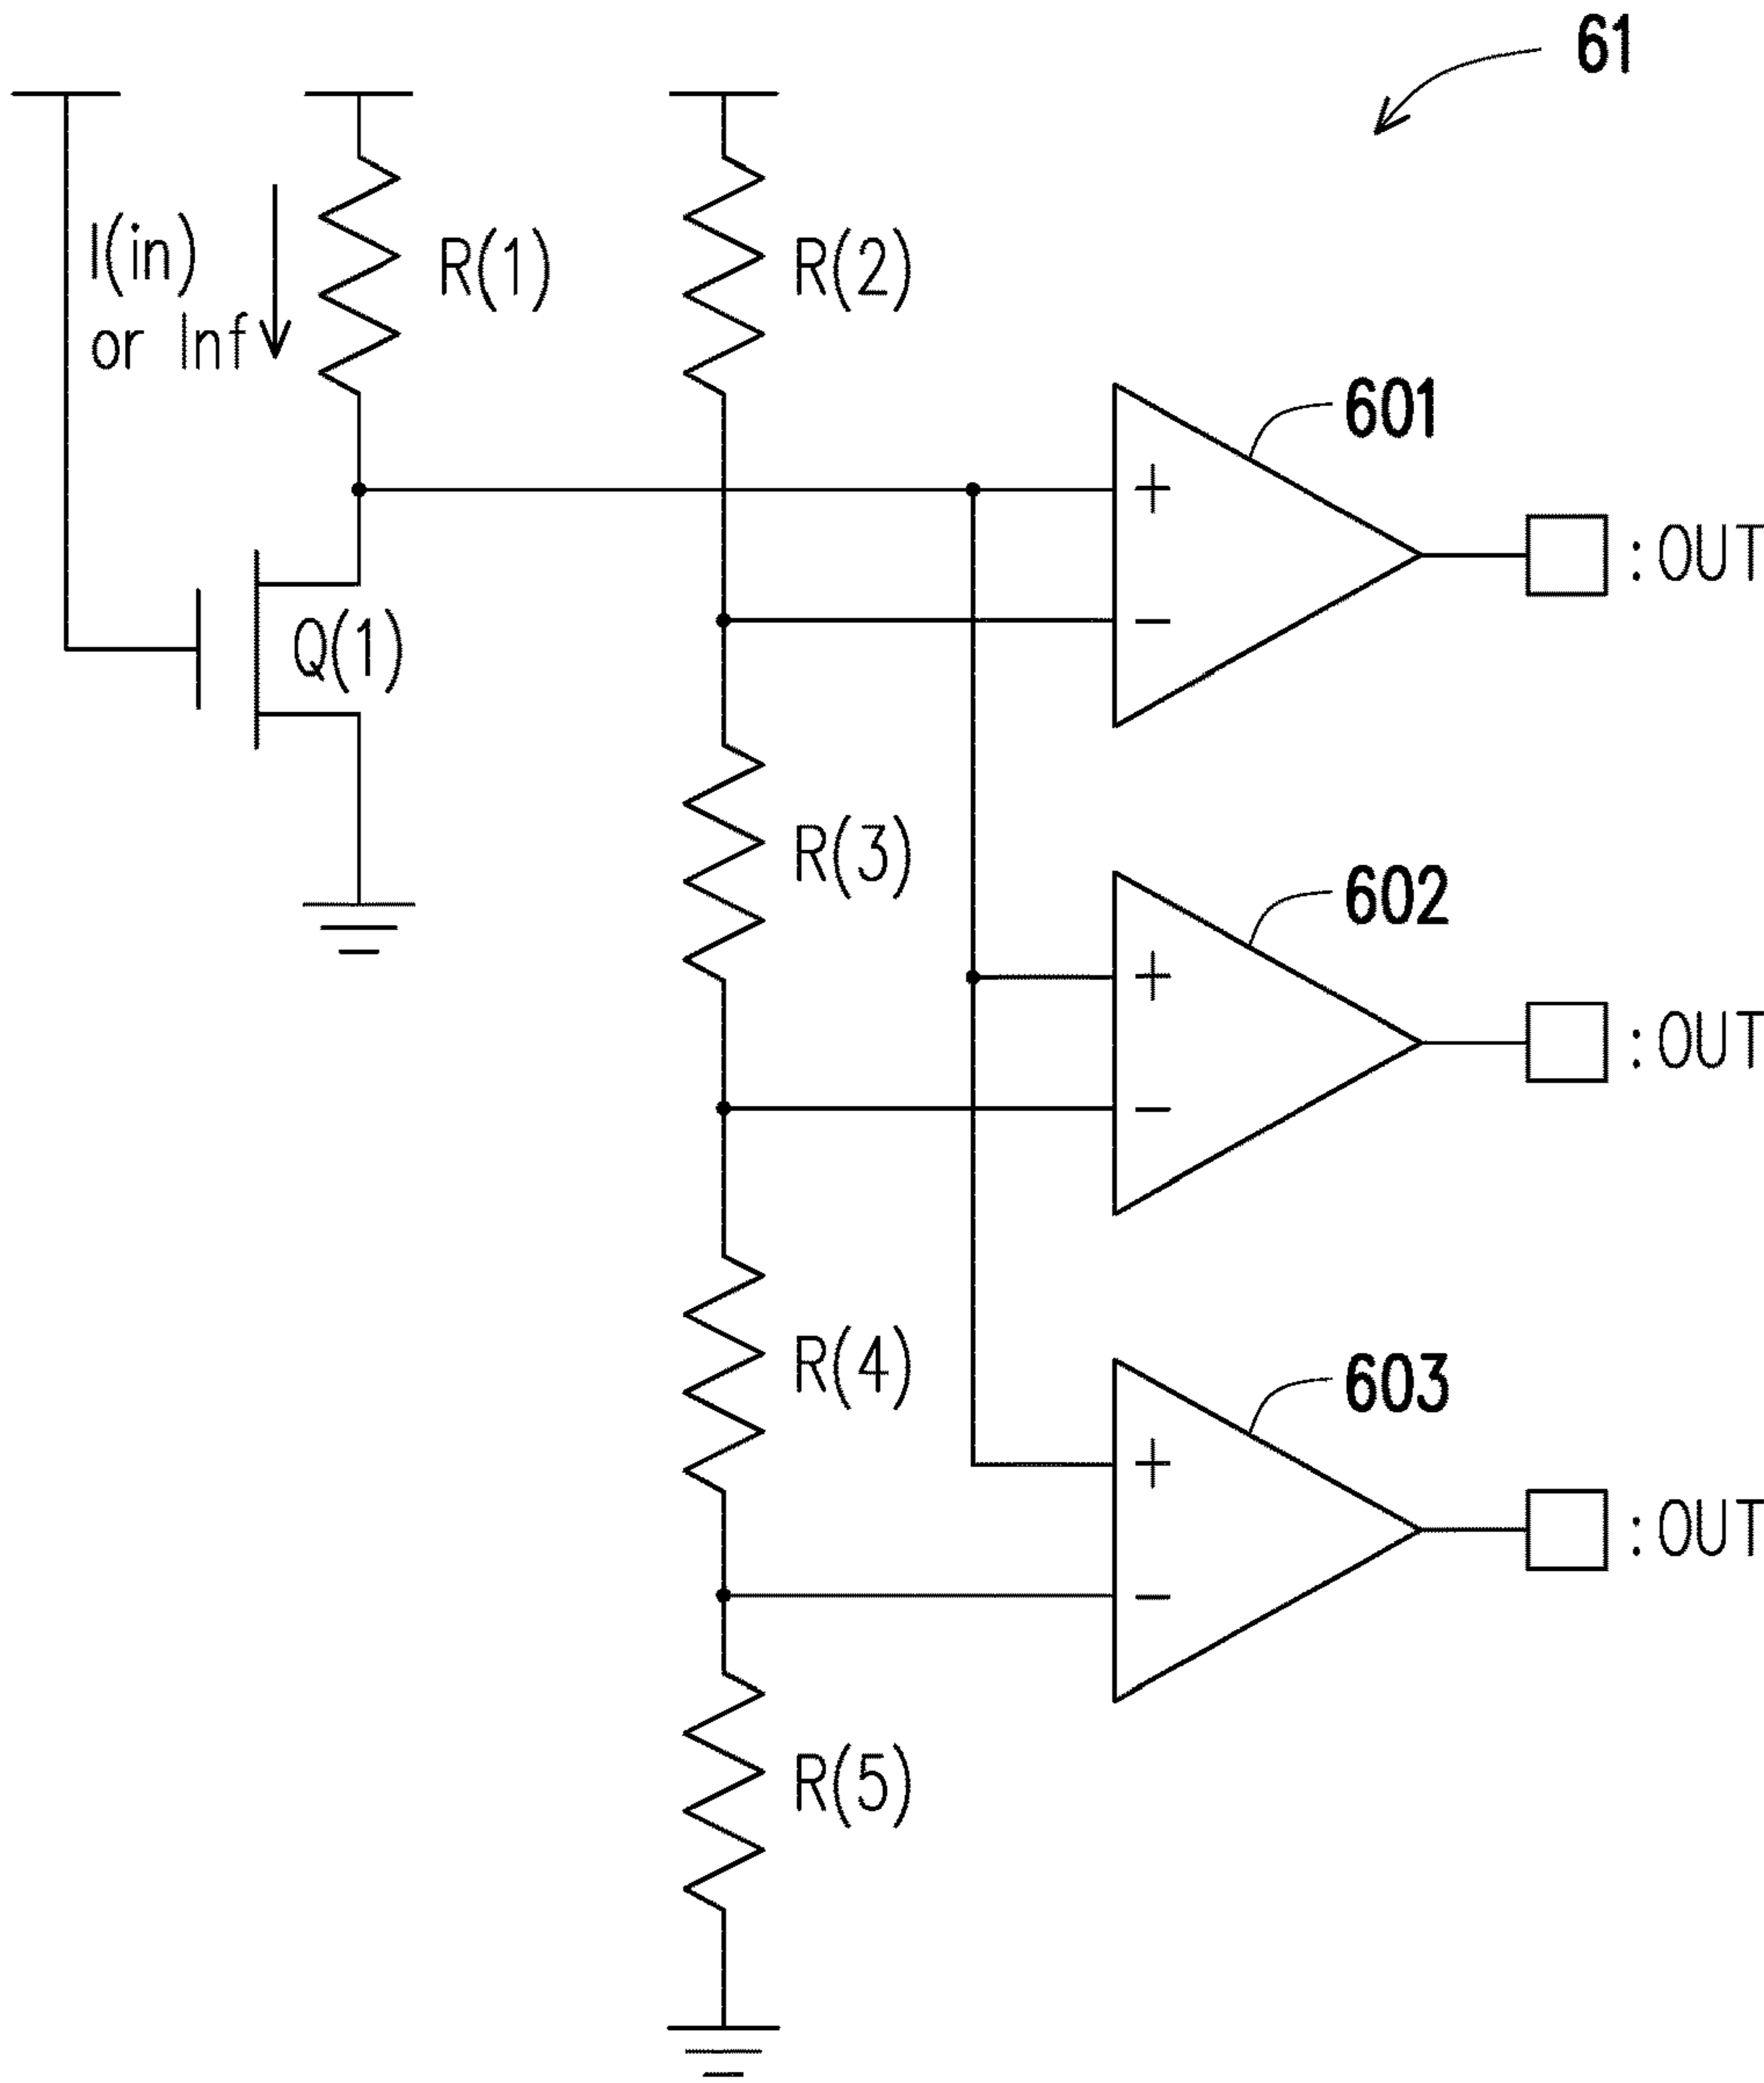 61
I(in)
or Inf
R(1)
R(2)
601
+
−
:OUT
Q(1)
R(3)
602
+
−
:OUT
R(4)
603
+
−
:OUT
R(5)